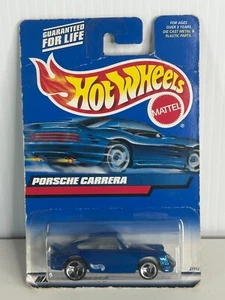 GUARANTEED
FOR LIFE
FOR AGES
OVER 3 YEARS
DIE CAST METAL &
PLASTIC PARTS.
Hot Wheels
MATTEL
PORSCHE CARRERA